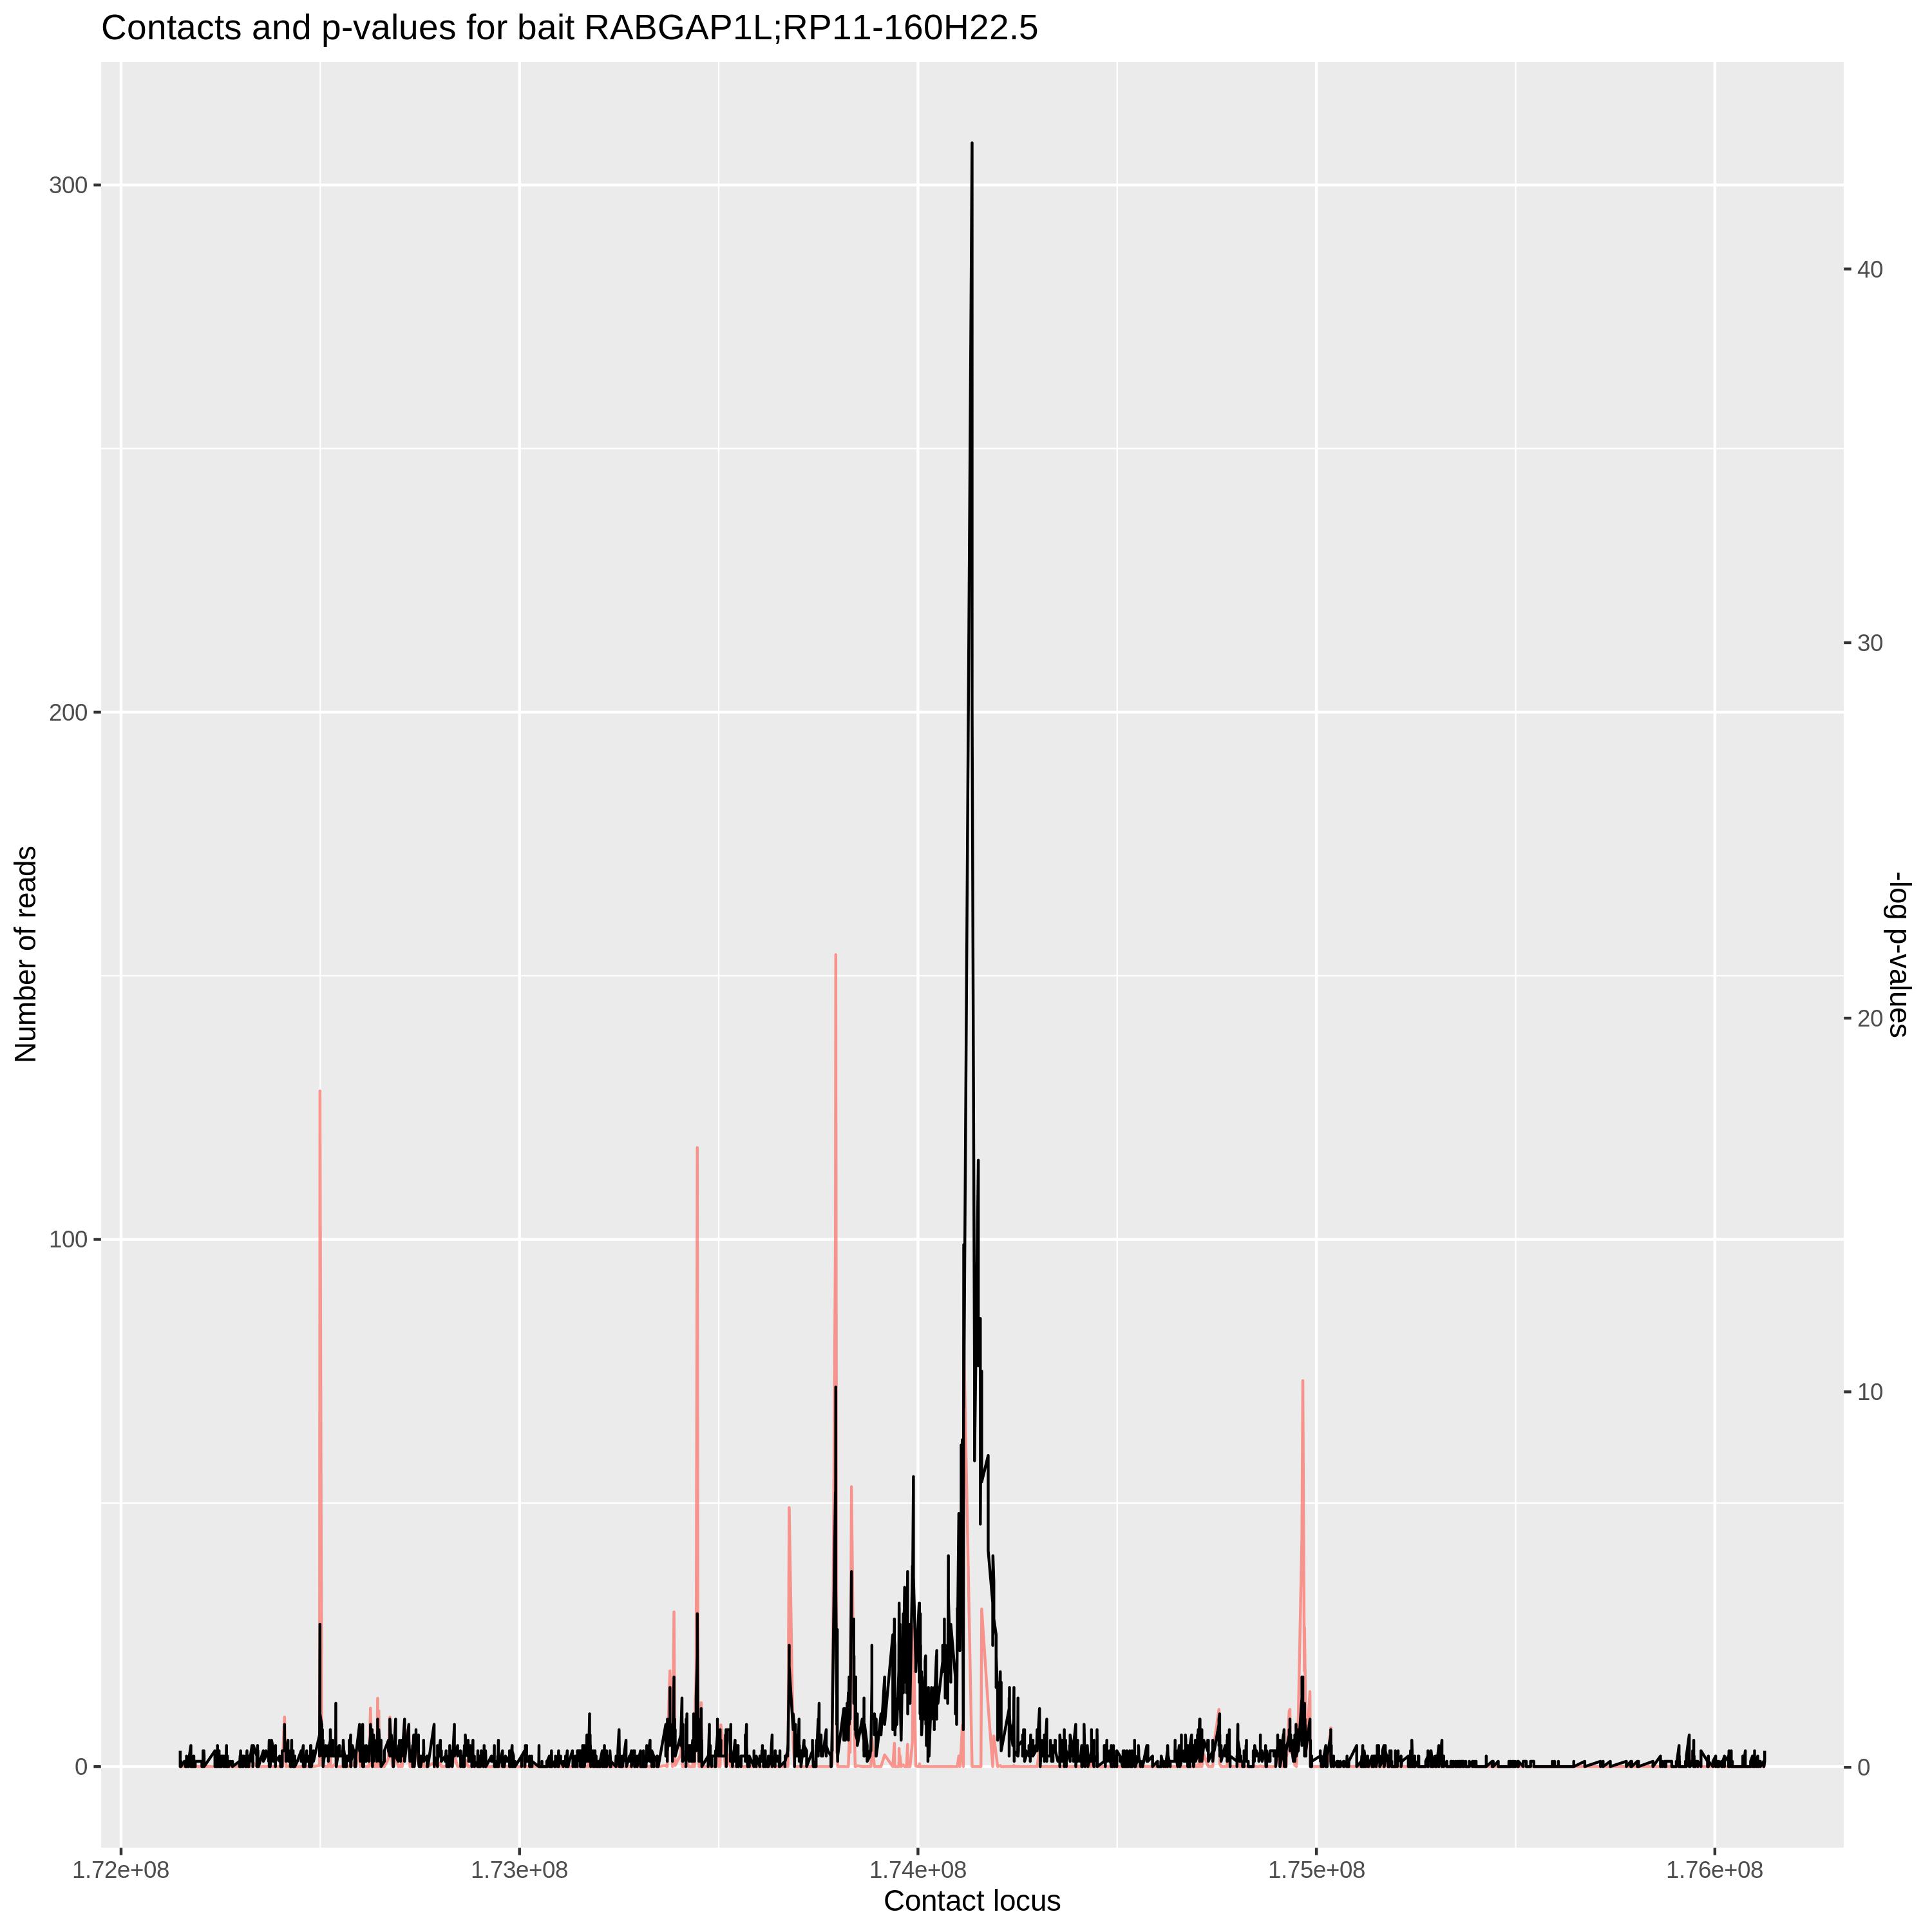 Contacts and p-values for bait RABGAP1L;RP11-160H22.5
300
200
100
0
Number of reads
40
30
20
10
0
-log p-values
1.72e+08 1.73e+08 1.74e+08 1.75e+08 1.76e+08
Contact locus